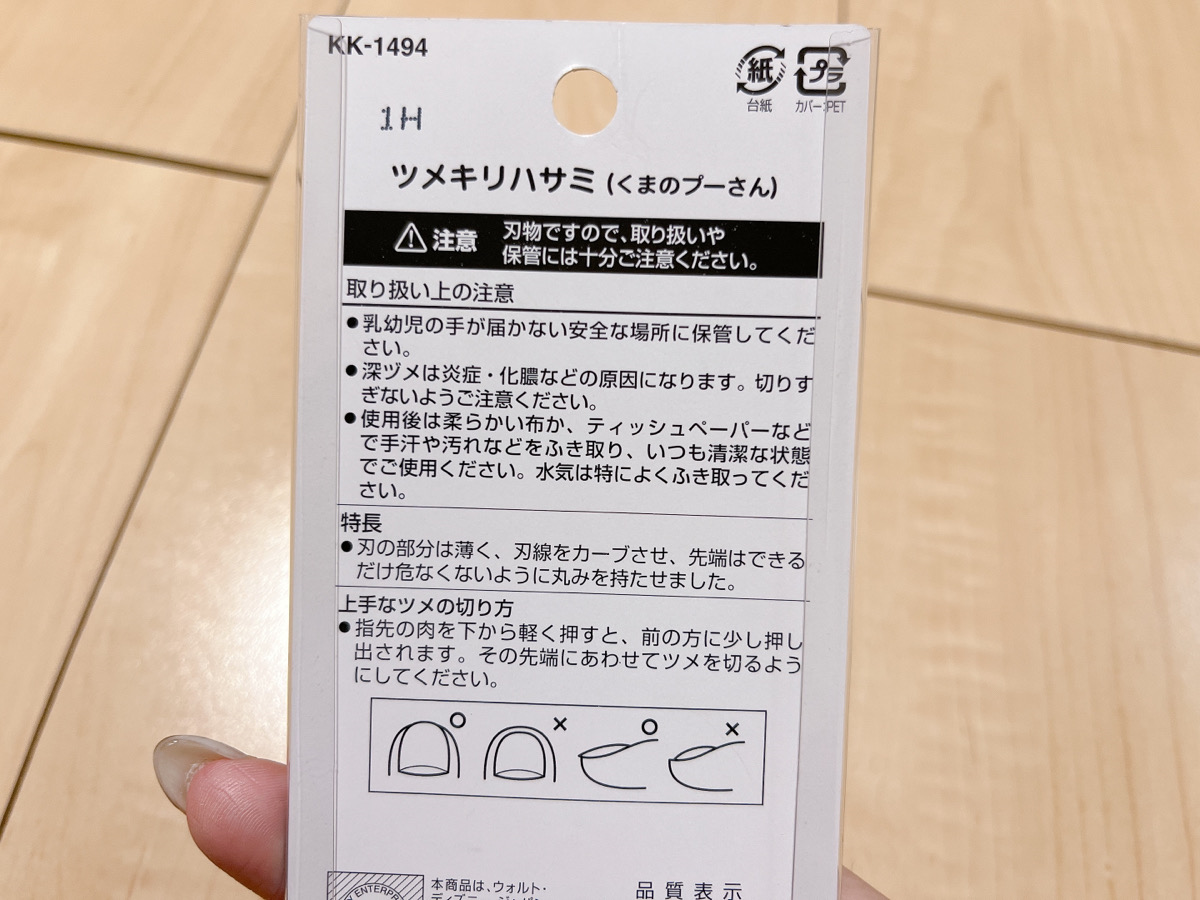 KK-1494
紙
プラ
台紙
カバー:PET
1H
ツメキリハサミ (くまのプーさん)
注意
刃物ですので、取り扱いや
保管には十分ご注意ください。
取り扱い上の注意
●乳幼児の手が届かない安全な場所に保管してくだ
さい。
●深ヅメは炎症・化膿などの原因になります。切りす
ぎないようご注意ください。
●使用後は柔らかい布か、ティッシュペーパーなど
で手汗や汚れなどをふき取り、いつも清潔な状態
でご使用ください。水気は特によくふき取ってくだ
さい。
特長
●刃の部分は薄く、刃線をカーブさせ、先端はできる
だけ危なくないように丸みを持たせました。
上手なツメの切り方
●指先の肉を下から軽く押すと、前の方に少し押し
出されます。その先端にあわせてツメを切るよう
にしてください。
○ × ○ ×
本商品は、ウォルト・
品質表示